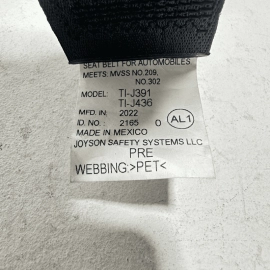 SEAT BELT FOR AUTOMOBILES.
MEETS: MVSS NO.209,
NO.302
MODEL: TI-J391
TI-J436
MFD. IN: 2022
ID. NO.: 2165 0 AL1
MADE IN MEXICO
JOYSON SAFETY SYSTEMS LLC
PRE
WEBBING:>PET<